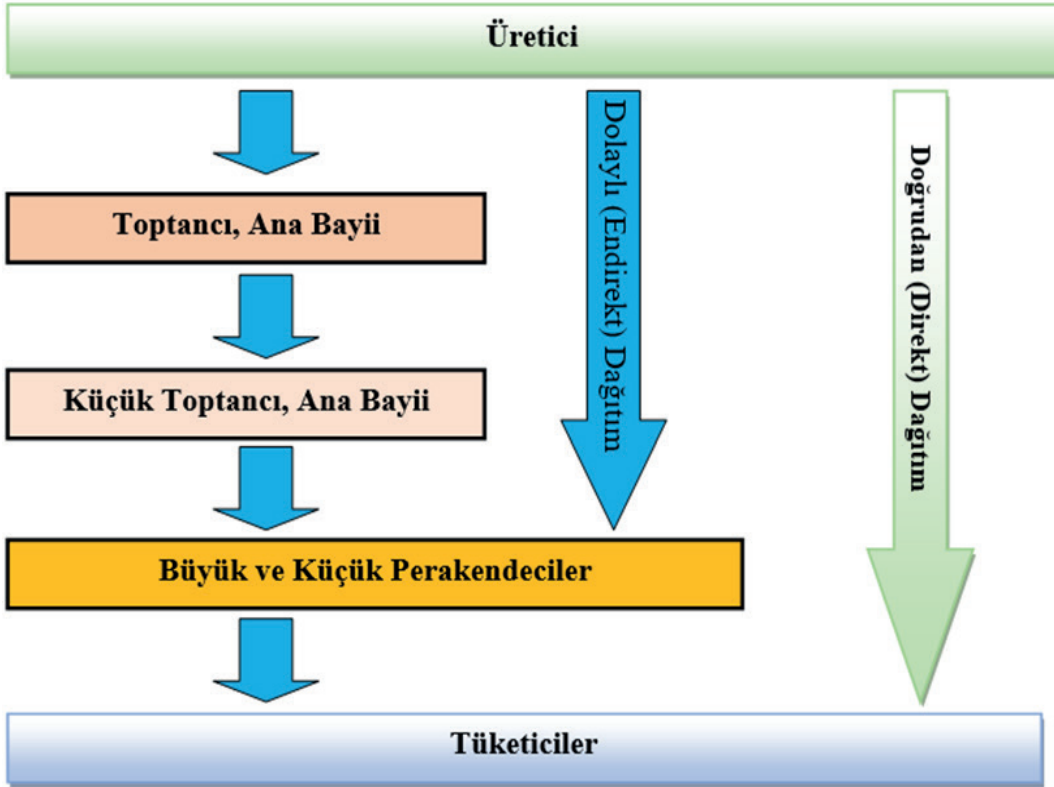 Üretici
Toptancı, Ana Bayii
Küçük Toptancı, Ana Bayii
Büyük ve Küçük Perakendeciler
Tüketiciler
Dolaylı (Endirekt) Dağıtım
Doğrudan (Direkt) Dağıtım